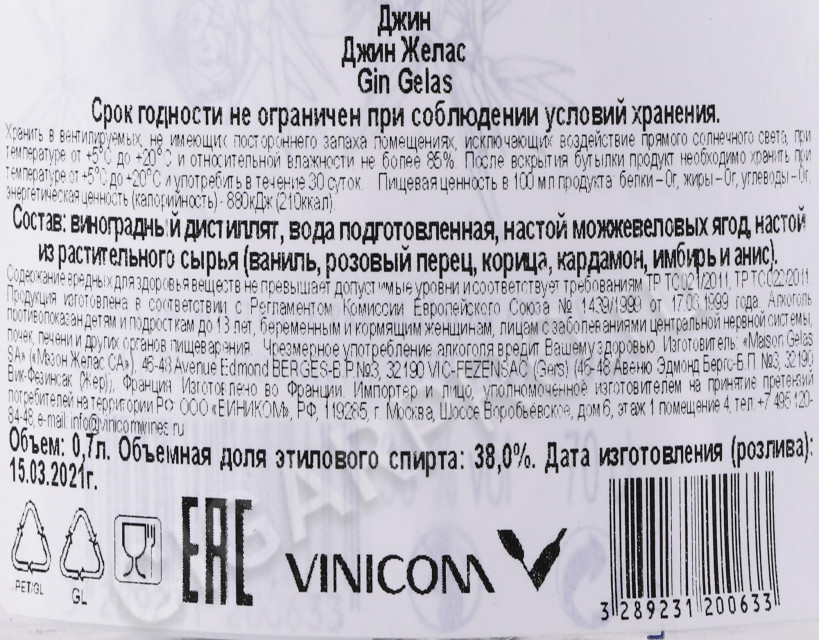 Джин
Джин Желас
Gin Gelas
Срок годности не ограничен при соблюдении условий хранения.
Хранить в вентилируемых, не имеющих постороннего запаха помещениях, исключающих воздействие прямого солнечного света, при
температуре от +5°С до +20°С и относительной влажности не более 85%. После вскрытия бутылки продукт необходимо хранить при
температуре от +5°С до +20°С и употребить в течение 30 суток. Пищевая ценность в 100 мл продукта: белки – 0г, жиры – 0г, углеводы – 0г,
энергетическая ценность (калорийность) - 880кДж (210ккал).
Состав: виноградный дистиллят, вода подготовленная, настой можжевеловых ягод, настой
из растительного сырья (ваниль, розовый перец, корица, кардамон, имбирь и анис).
Содержание вредных для здоровья веществ не превышает допустимые уровни и соответствует требованиям ТР ТС 021/2011, ТР ТС 022/2011
Продукция изготовлена в соответствии с Регламентом Комиссии Европейского Союза № 1439/1999 от 17.06.1999 года. Алкоголь
противопоказан детям и подросткам до 18 лет, беременным и кормящим женщинам, лицам с заболеваниями центральной нервной системы,
почек, печени и других органов пищеварения. Чрезмерное употребление алкоголя вредит Вашему здоровью. Изготовитель: «Maison Gelas
SA» («Мэзон Желас СА»), 46-48 Avenue Edmond BERGES-B.P. №3, 32190 VIC-FEZENSAC (Gers) (46-48 Авеню Эдмонд Бергс-Б.П. №3, 32190
Вик-Фезинсак (Жер)), Франция. Изготовлено во Франции. Импортер и лицо, уполномоченное изготовителем на принятие претензий
потребителей на территории РФ: ООО «ВИНИКОМ», РФ, 119285, г. Москва, Шоссе Воробьёвское, дом 6, этаж 1 помещение 4, тел. +7 495 120-
84-48, e-mail: info@vinicomwines.ru
Объем: 0,7л. Объемная доля этилового спирта: 38,0%. Дата изготовления (розлива):
15.03.2021г.
PET/GL
GL
EAC
VINICOM
3 289231 200633